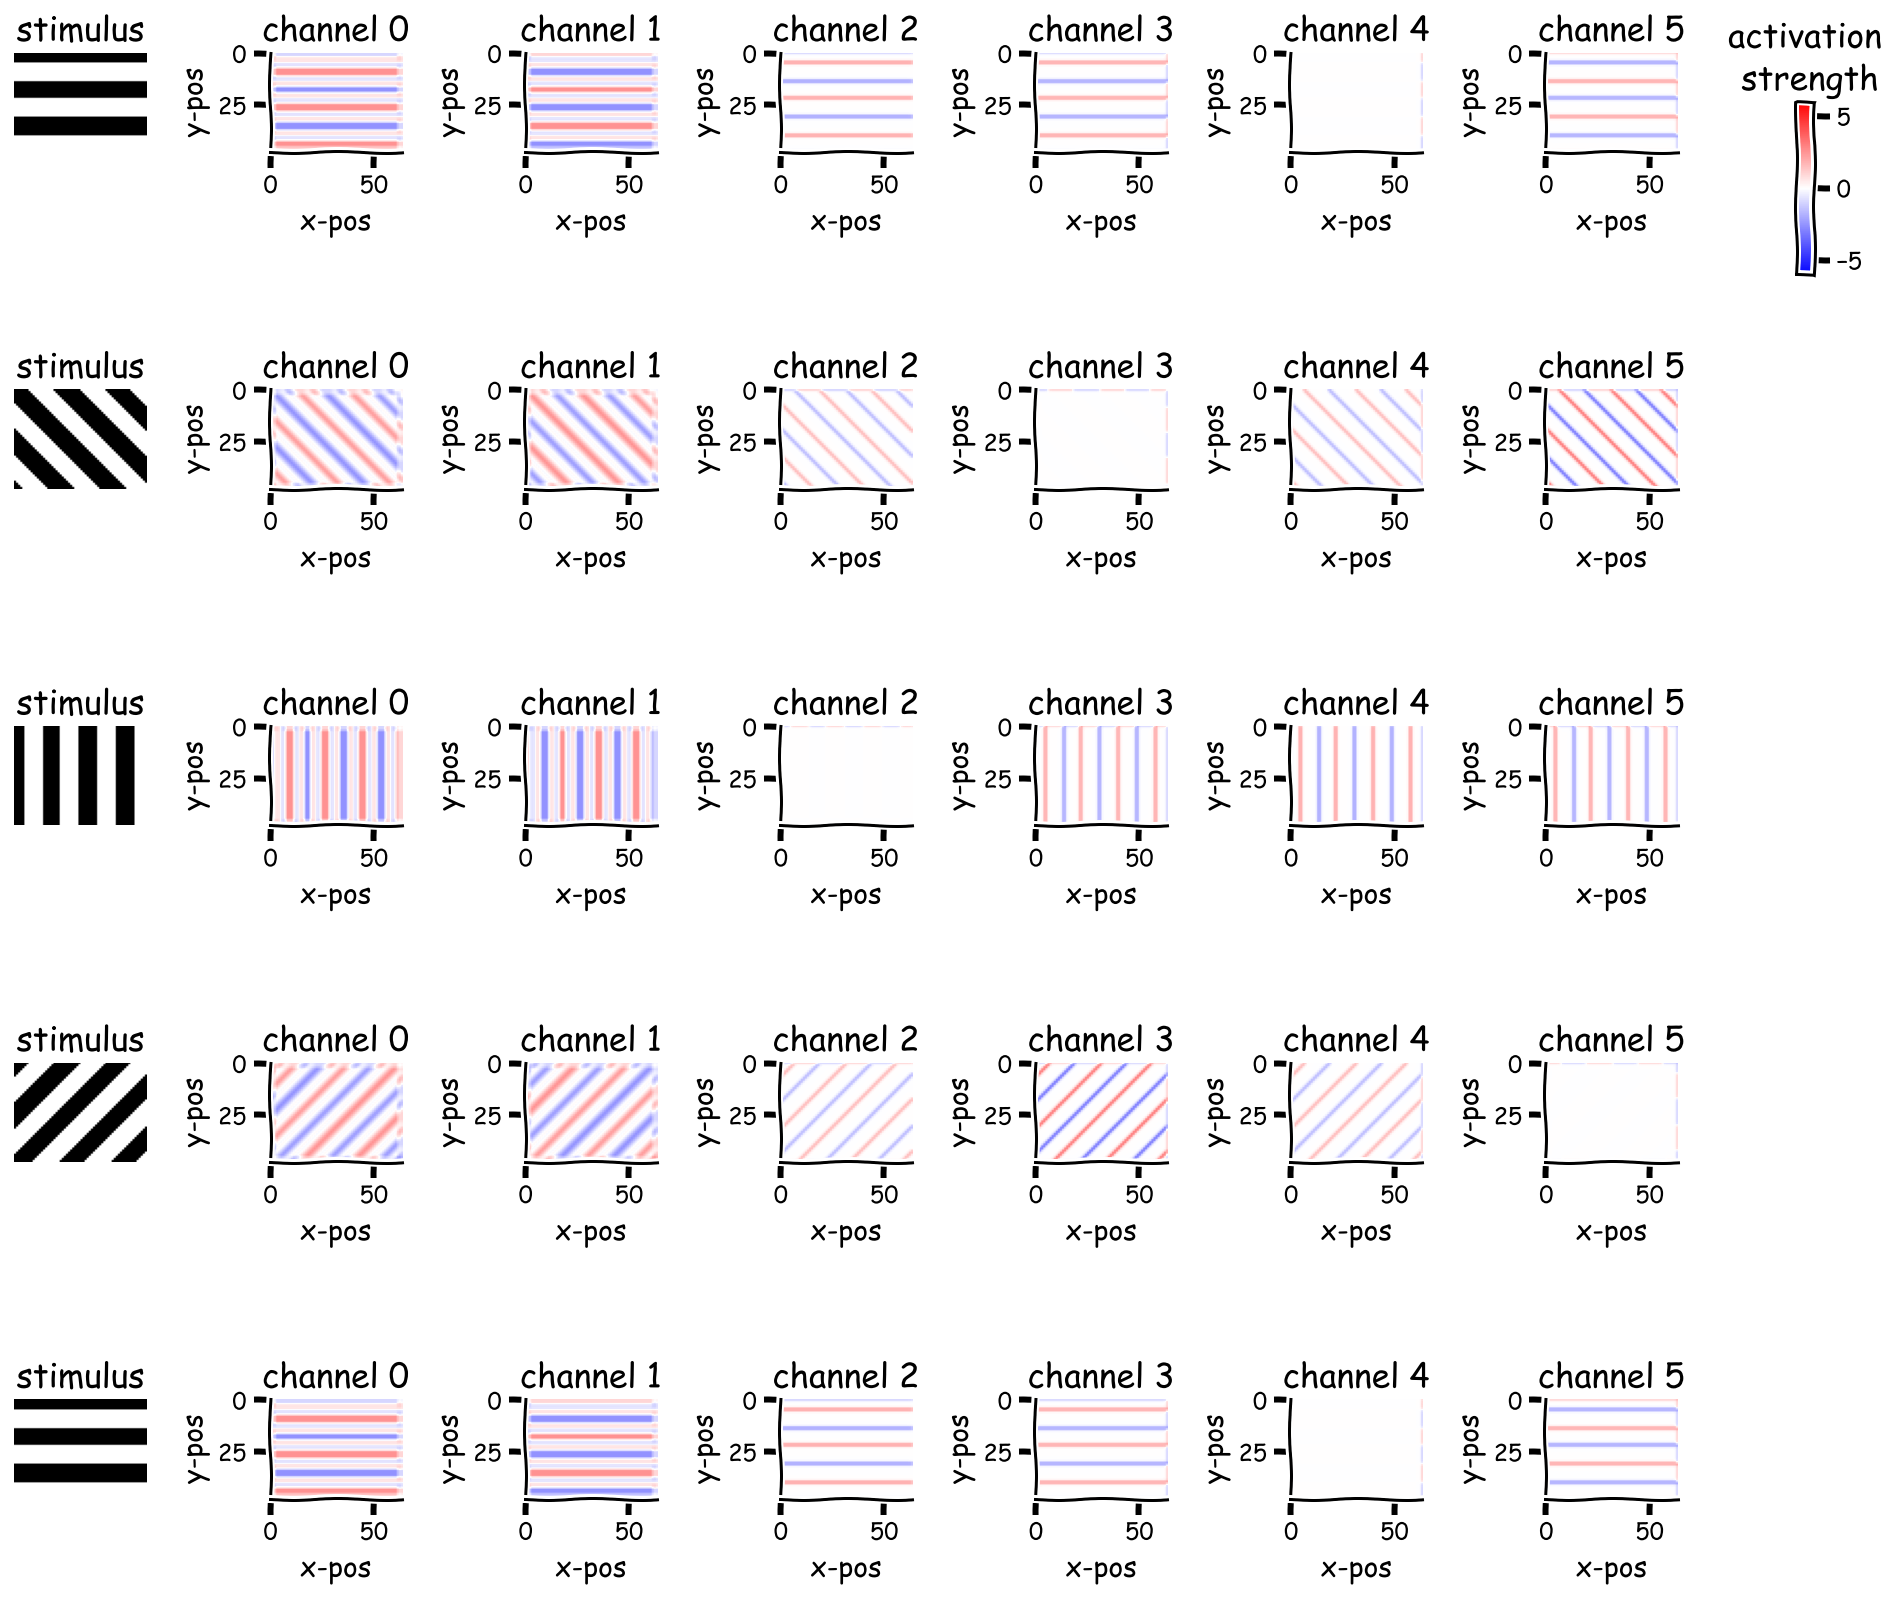 stimulus channel 0 channel 1 channel 2 channel 3 channel 4 channel 5
activation
strength
5
0
-5
0 0 0 0 0 0
y-pos y-pos y-pos y-pos y-pos y-pos
25 25 25 25 25 25
0 50 0 50 0 50 0 50 0 50 0 50
x-pos x-pos x-pos x-pos x-pos x-pos
stimulus channel 0 channel 1 channel 2 channel 3 channel 4 channel 5
0 0 0 0 0 0
y-pos y-pos y-pos y-pos y-pos y-pos
25 25 25 25 25 25
0 50 0 50 0 50 0 50 0 50 0 50
x-pos x-pos x-pos x-pos x-pos x-pos
stimulus channel 0 channel 1 channel 2 channel 3 channel 4 channel 5
0 0 0 0 0 0
y-pos y-pos y-pos y-pos y-pos y-pos
25 25 25 25 25 25
0 50 0 50 0 50 0 50 0 50 0 50
x-pos x-pos x-pos x-pos x-pos x-pos
stimulus channel 0 channel 1 channel 2 channel 3 channel 4 channel 5
0 0 0 0 0 0
y-pos y-pos y-pos y-pos y-pos y-pos
25 25 25 25 25 25
0 50 0 50 0 50 0 50 0 50 0 50
x-pos x-pos x-pos x-pos x-pos x-pos
stimulus channel 0 channel 1 channel 2 channel 3 channel 4 channel 5
0 0 0 0 0 0
y-pos y-pos y-pos y-pos y-pos y-pos
25 25 25 25 25 25
0 50 0 50 0 50 0 50 0 50 0 50
x-pos x-pos x-pos x-pos x-pos x-pos